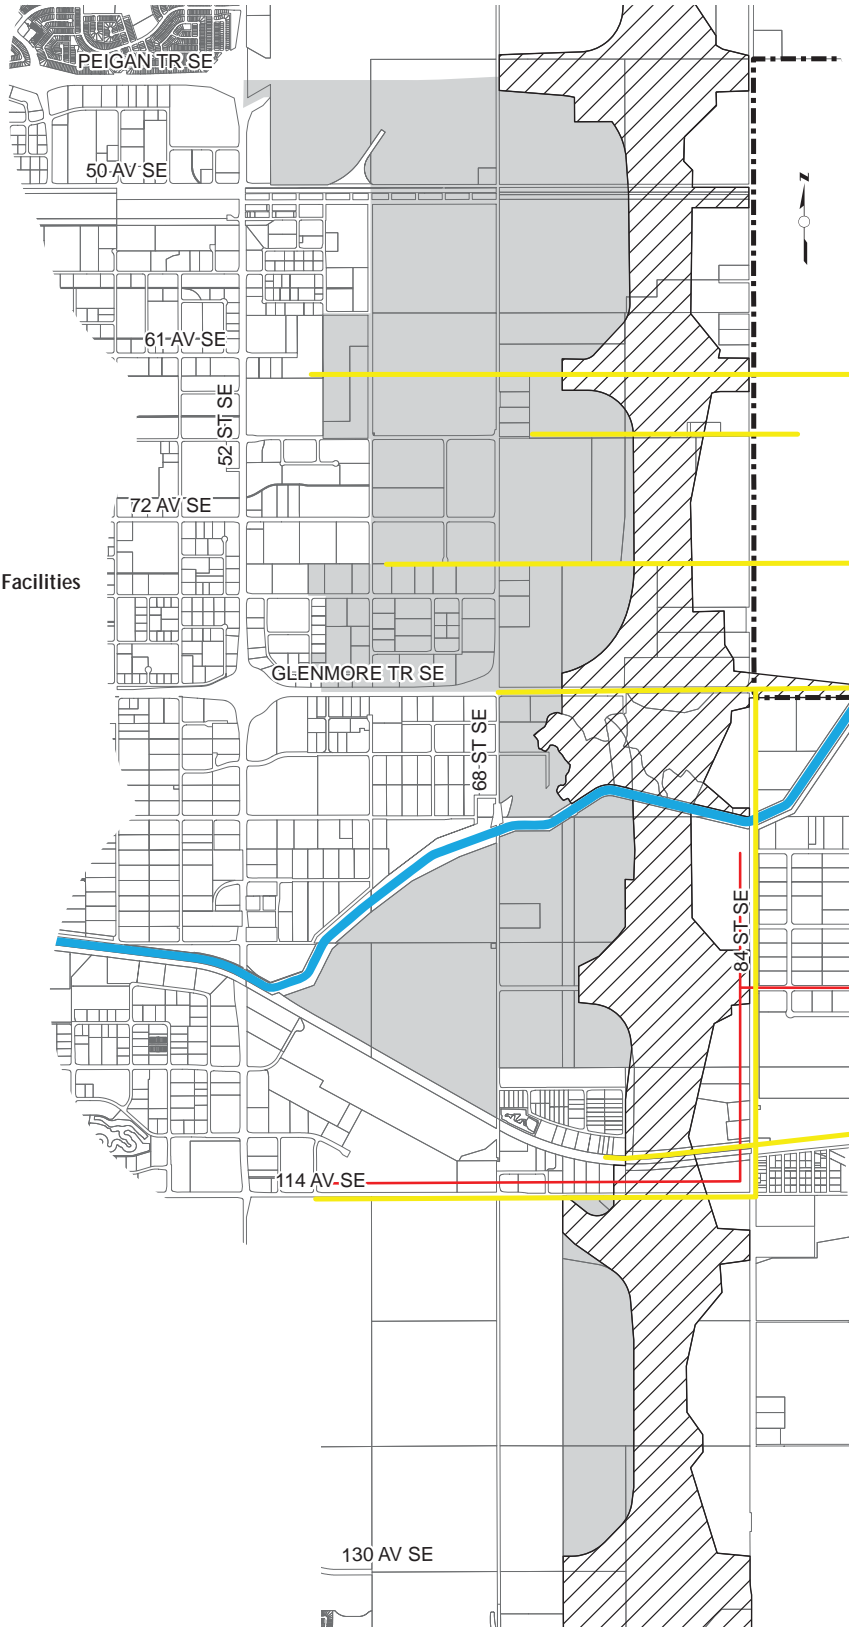 PEIGAN TR SE
50 AV SE
z
61 AV SE
52 ST SE
72 AV SE
Facilities
GLENMORE TR SE
68 ST SE
84 ST SE
114 AV SE
130 AV SE